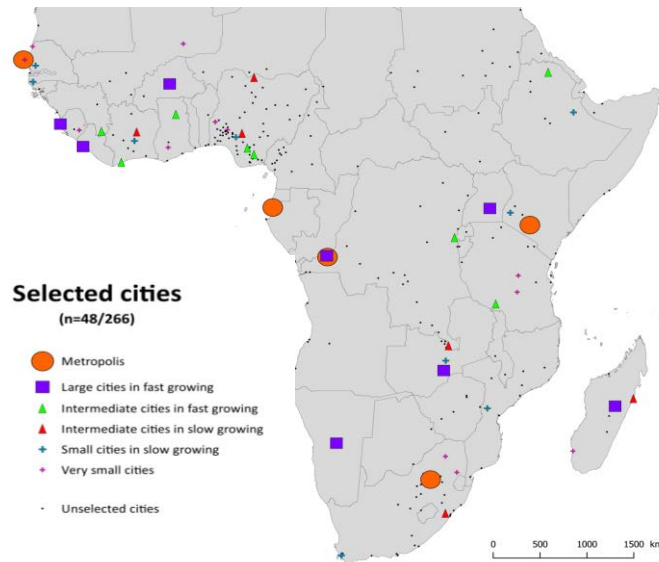 Selected cities
(n=48/266)
Metropolis
Large cities in fast growing
Intermediate cities in fast growing
Intermediate cities in slow growing
Small cities in slow growing
Very small cities
Unselected cities
0 500 1000 1500 km